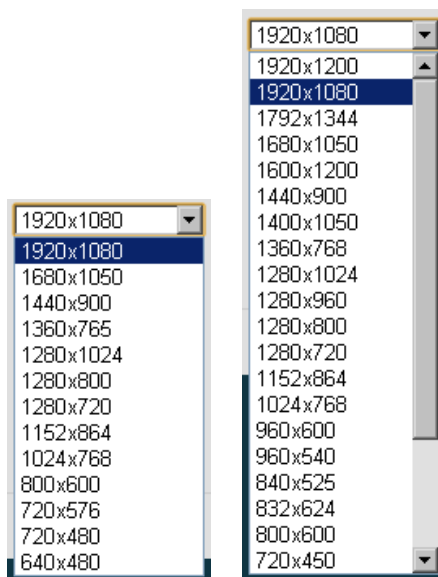 1920x1080
1920x1080
1680x1050
1440x900
1360x765
1280x1024
1280x800
1280x720
1152x864
1024x768
800x600
720x576
720x480
640x480
1920x1080
1920x1200
1920x1080
1792x1344
1680x1050
1600x1200
1440x900
1400x1050
1360x768
1280x1024
1280x960
1280x800
1280x720
1152x864
1024x768
960x600
960x540
840x525
832x624
800x600
720x450